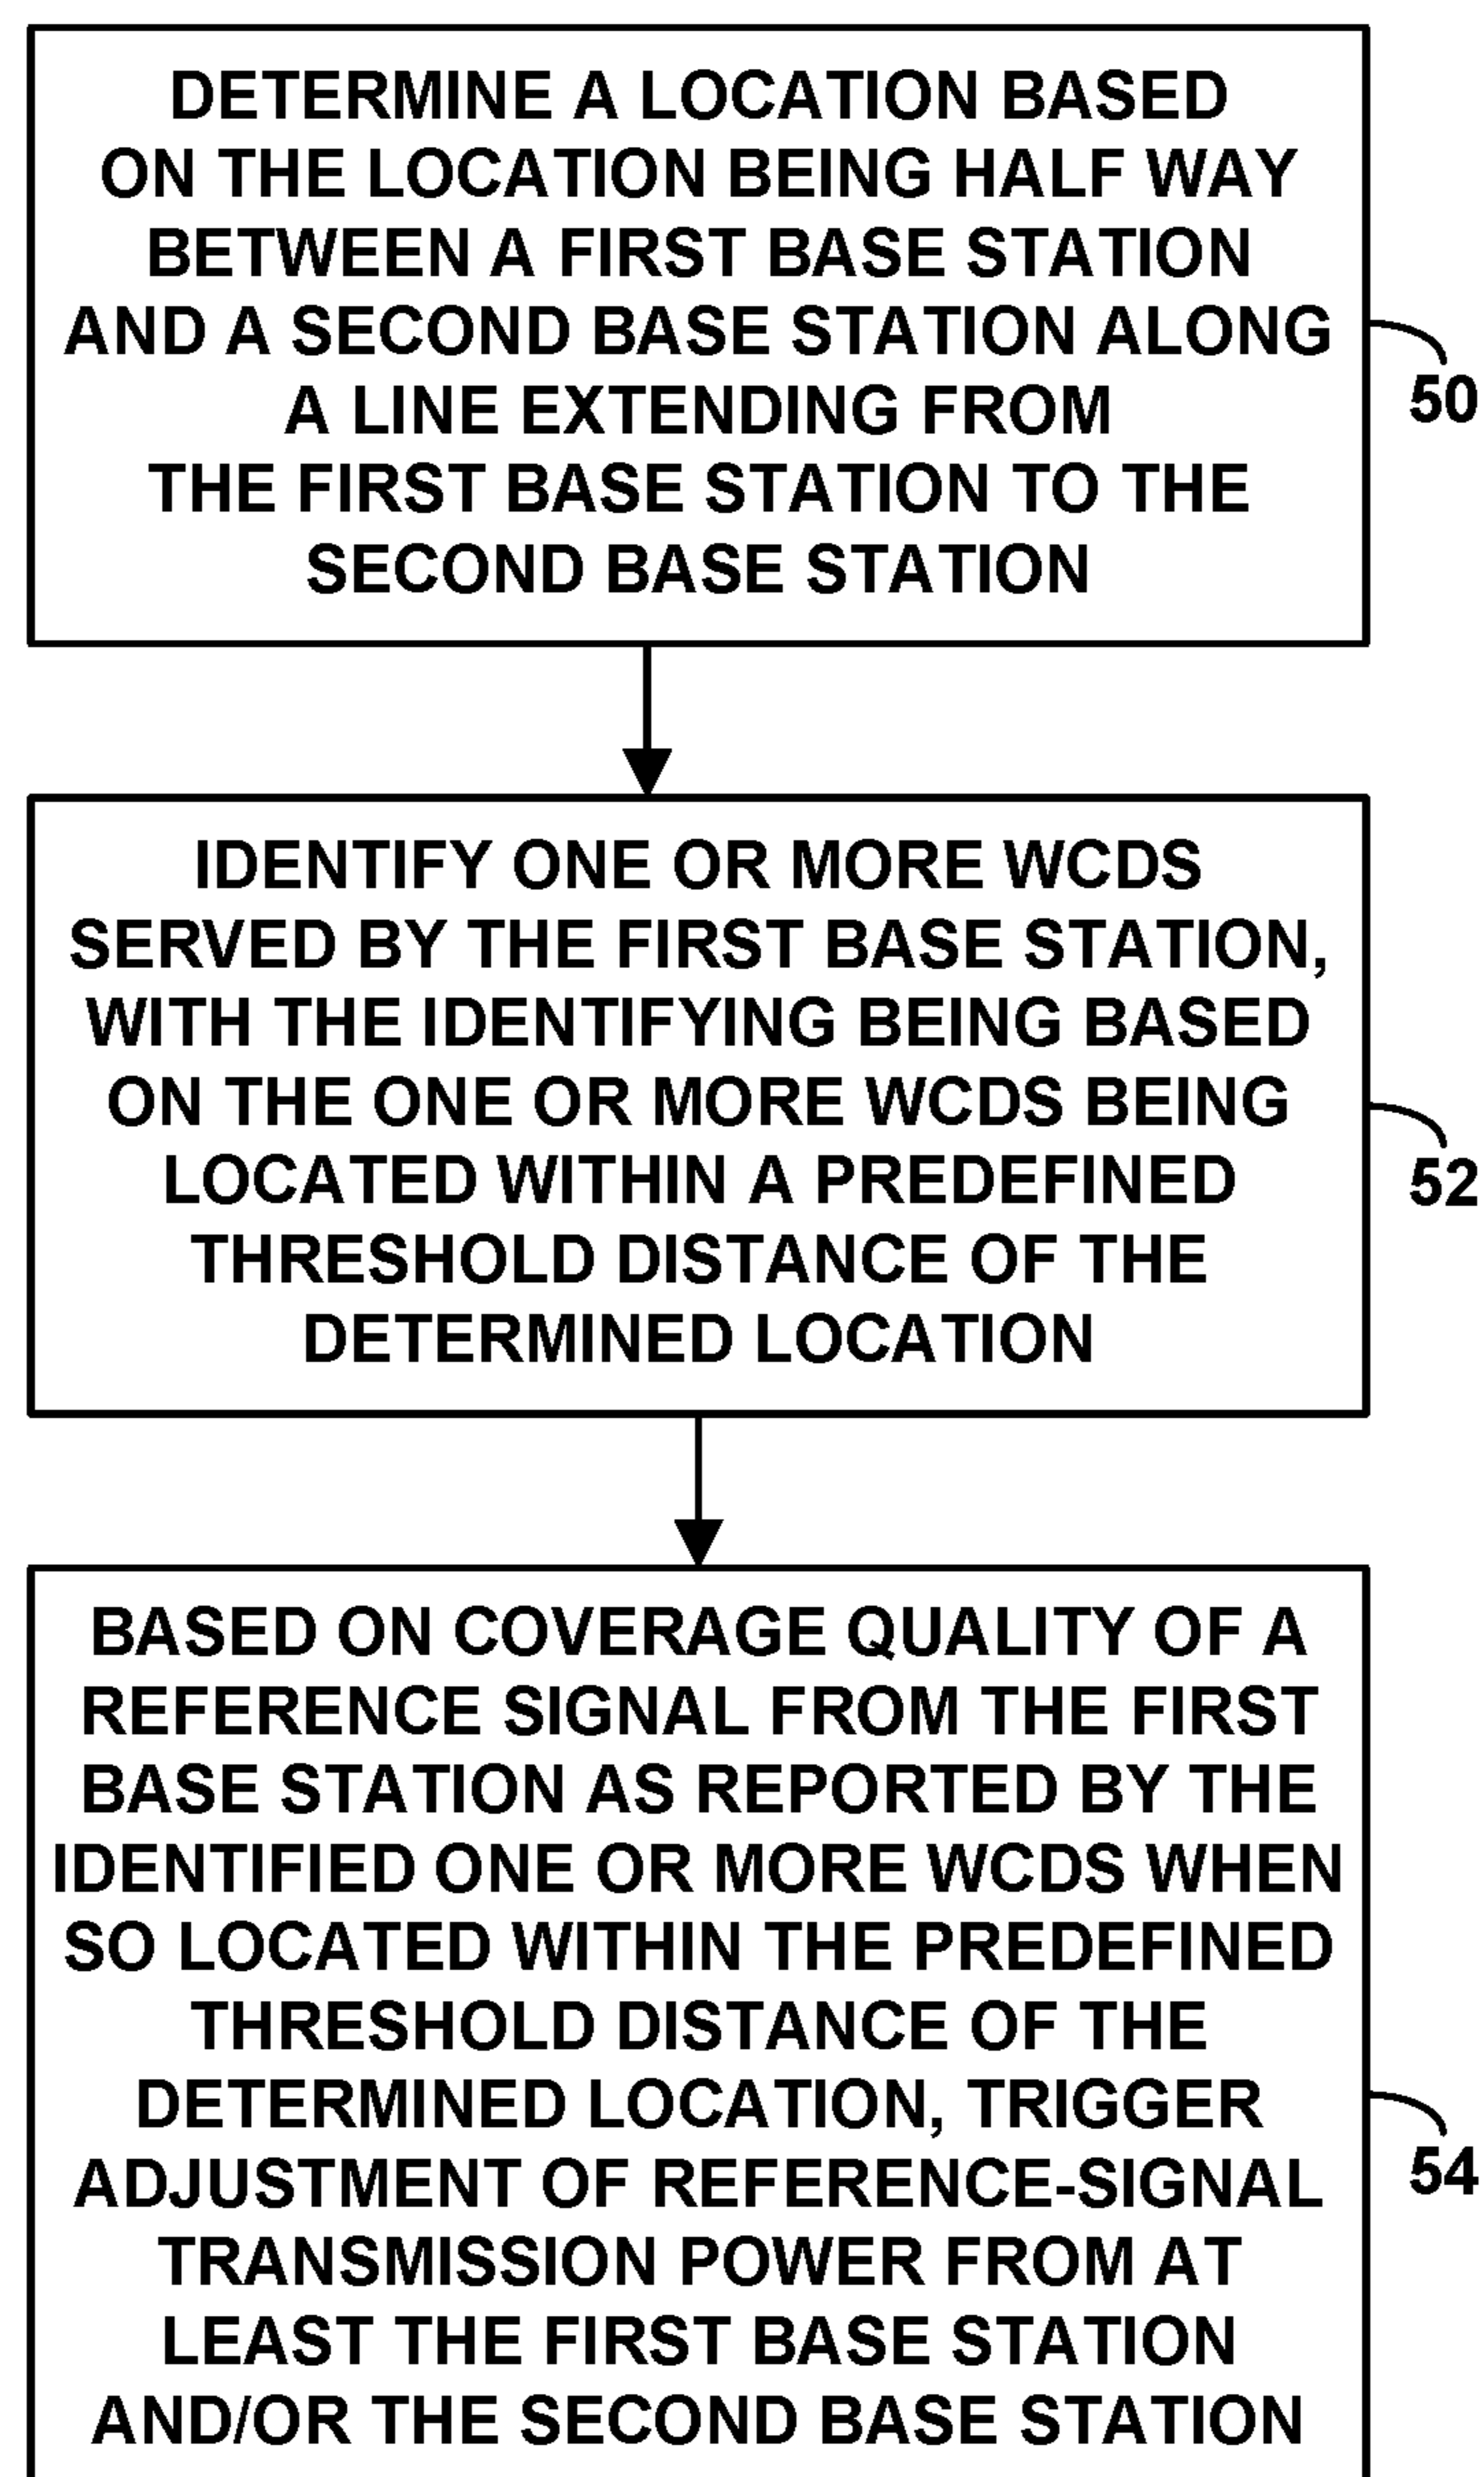 DETERMINE A LOCATION BASED
ON THE LOCATION BEING HALF WAY
BETWEEN A FIRST BASE STATION
AND A SECOND BASE STATION ALONG
A LINE EXTENDING FROM
THE FIRST BASE STATION TO THE
SECOND BASE STATION
50
IDENTIFY ONE OR MORE WCDS
SERVED BY THE FIRST BASE STATION,
WITH THE IDENTIFYING BEING BASED
ON THE ONE OR MORE WCDS BEING
LOCATED WITHIN A PREDEFINED
THRESHOLD DISTANCE OF THE
DETERMINED LOCATION
52
BASED ON COVERAGE QUALITY OF A
REFERENCE SIGNAL FROM THE FIRST
BASE STATION AS REPORTED BY THE
IDENTIFIED ONE OR MORE WCDS WHEN
SO LOCATED WITHIN THE PREDEFINED
THRESHOLD DISTANCE OF THE
DETERMINED LOCATION, TRIGGER
ADJUSTMENT OF REFERENCE-SIGNAL
TRANSMISSION POWER FROM AT
LEAST THE FIRST BASE STATION
AND/OR THE SECOND BASE STATION
54